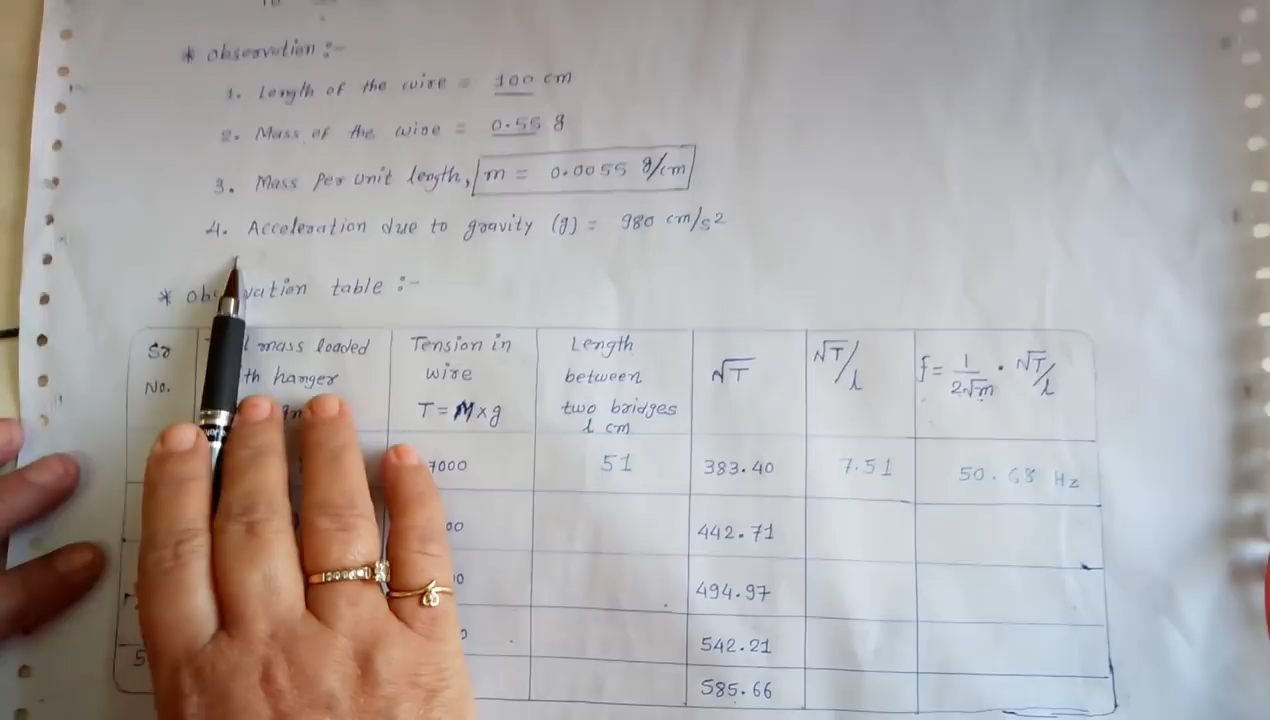 * observation :-
1. Length of the wire = 100 cm
2. Mass of the wire = 0.55 g
3. Mass per unit length, m = 0.0055 g/cm
4. Acceleration due to gravity (g) = 980 cm/s2
* obs vation table :-
Sr No.
mass loaded
th hanger
Tension in wire T = M x g
Length between two bridges l cm
√T
√T/l
f = 1/2√m · √T/l
7000 51 383.40 7.51 50.68 Hz
00 442.71
494.97
542.21
5 585.66